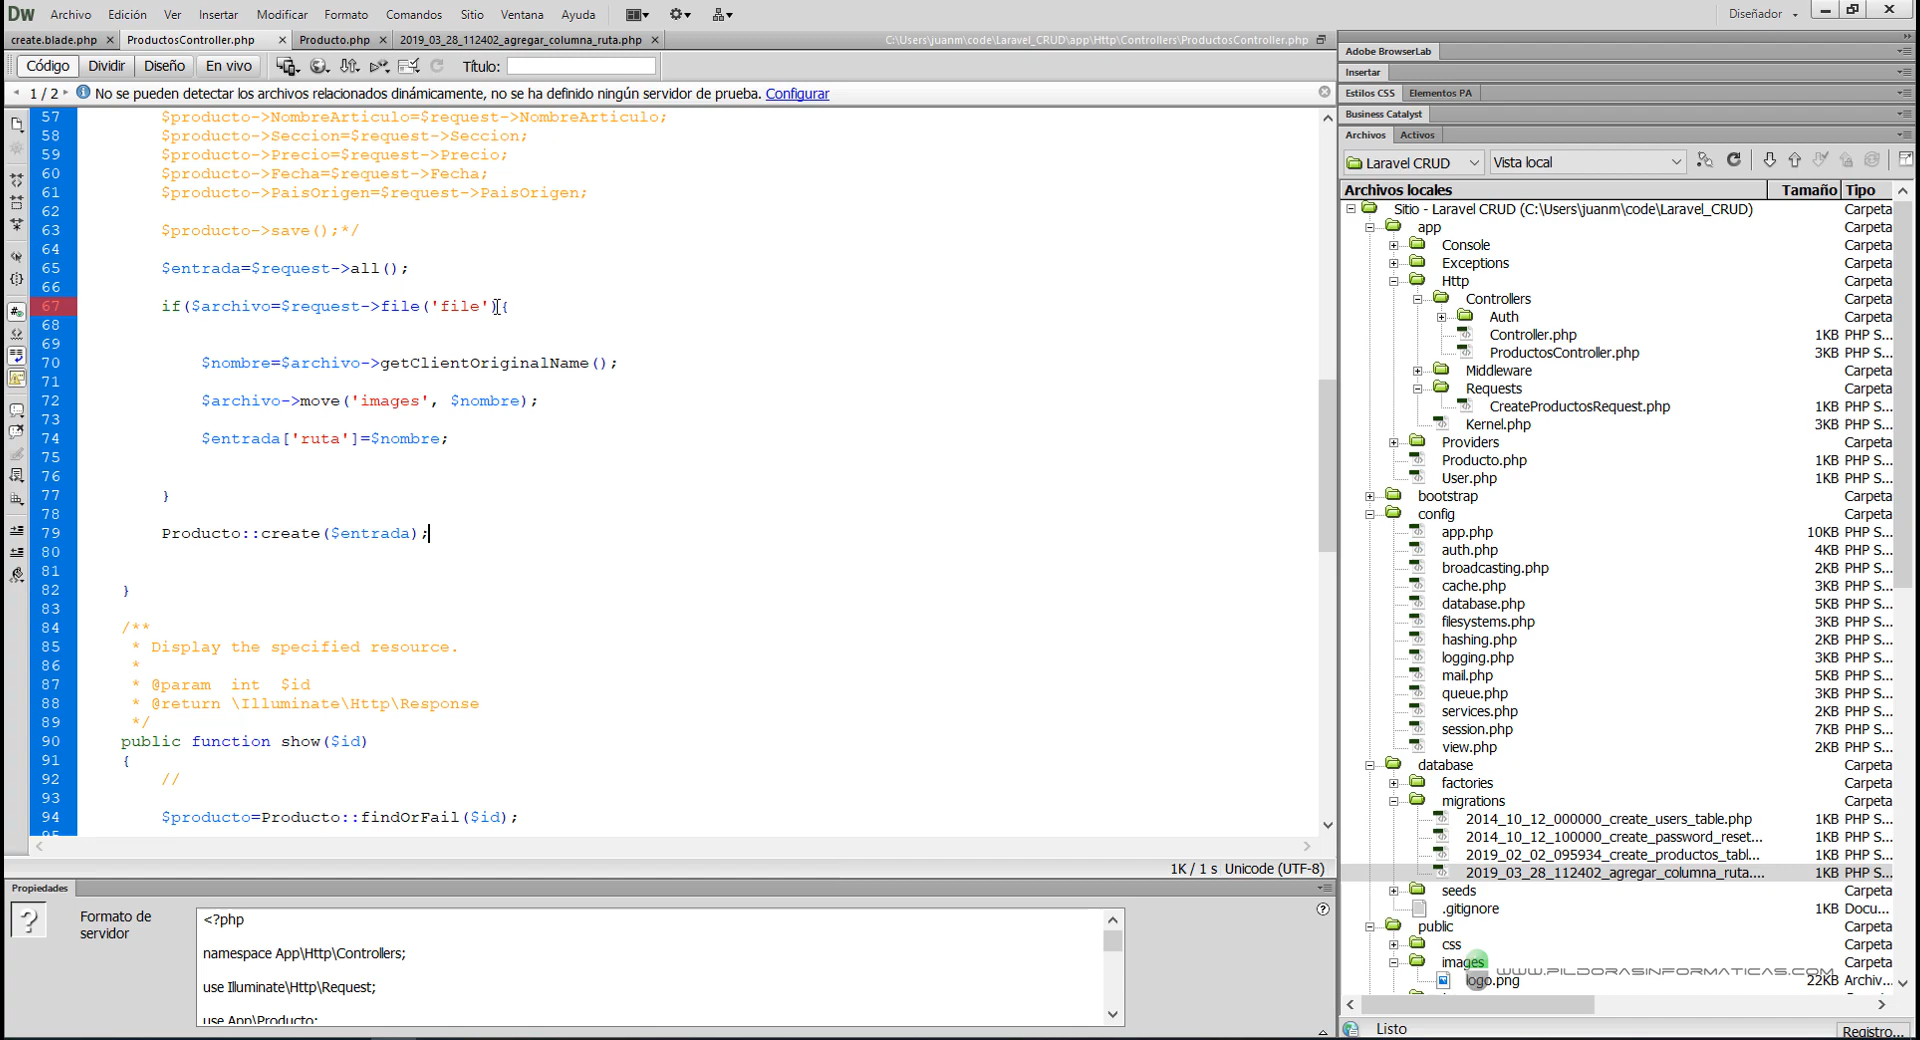 Dw Archivo Edición Ver Insertar Modificar Formato Comandos Sitio Ventana Ayuda Diseñador
create.blade.php × ProductosController.php × Producto.php × 2019_03_28_112402_agregar_columna_ruta.php × C:\Users\juanm\code\Laravel_CRUD\app\Http\Controllers\ProductosController.php
Código Dividir Diseño En vivo Título:
1 / 2 No se pueden detectar los archivos relacionados dinámicamente, no se ha definido ningún servidor de prueba. Configurar
57 $producto->NombreArticulo=$request->NombreArticulo;
58 $producto->Seccion=$request->Seccion;
59 $producto->Precio=$request->Precio;
60 $producto->Fecha=$request->Fecha;
61 $producto->PaisOrigen=$request->PaisOrigen;
62
63 $producto->save();*/
64
65 $entrada=$request->all();
66
67 if($archivo=$request->file('file'){
68
69
70 $nombre=$archivo->getClientOriginalName();
71
72 $archivo->move('images', $nombre);
73
74 $entrada['ruta']=$nombre;
75
76
77 }
78
79 Producto::create($entrada);
80
81
82 }
83
84 /**
85 * Display the specified resource.
86 *
87 * @param int $id
88 * @return \Illuminate\Http\Response
89 */
90 public function show($id)
91 {
92 //
93
94 $producto=Producto::findOrFail($id);
95
1K / 1 s Unicode (UTF-8)
Propiedades
Formato de
servidor
<?php
namespace App\Http\Controllers;
use Illuminate\Http\Request;
use App\Producto;
Adobe BrowserLab
Insertar
Estilos CSS Elementos PA
Business Catalyst
Archivos Activos
Laravel CRUD Vista local
Archivos locales Tamaño Tipo
Sitio - Laravel CRUD (C:\Users\juanm\code\Laravel_CRUD) Carpeta
app Carpeta
Console Carpeta
Exceptions Carpeta
Http Carpeta
Controllers Carpeta
Auth Carpeta
Controller.php 1KB PHP S...
ProductosController.php 3KB PHP S...
Middleware Carpeta
Requests Carpeta
CreateProductosRequest.php 1KB PHP S...
Kernel.php 3KB PHP S...
Providers Carpeta
Producto.php 1KB PHP S...
User.php 1KB PHP S...
bootstrap Carpeta
config Carpeta
app.php 10KB PHP S...
auth.php 4KB PHP S...
broadcasting.php 2KB PHP S...
cache.php 3KB PHP S...
database.php 5KB PHP S...
filesystems.php 3KB PHP S...
hashing.php 2KB PHP S...
logging.php 3KB PHP S...
mail.php 5KB PHP S...
queue.php 3KB PHP S...
services.php 2KB PHP S...
session.php 7KB PHP S...
view.php 2KB PHP S...
database Carpeta
factories Carpeta
migrations Carpeta
2014_10_12_000000_create_users_table.php 1KB PHP S...
2014_10_12_100000_create_password_reset... 1KB PHP S...
2019_02_02_095934_create_productos_tabl... 1KB PHP S...
2019_03_28_112402_agregar_columna_ruta.... 1KB PHP S...
seeds Carpeta
.gitignore 1KB Docu...
public Carpeta
css Carpeta
images Carpeta
WWW.PILDORASINFORMATICAS.COM
logo.png 22KB Archiv...
Listo Registro...